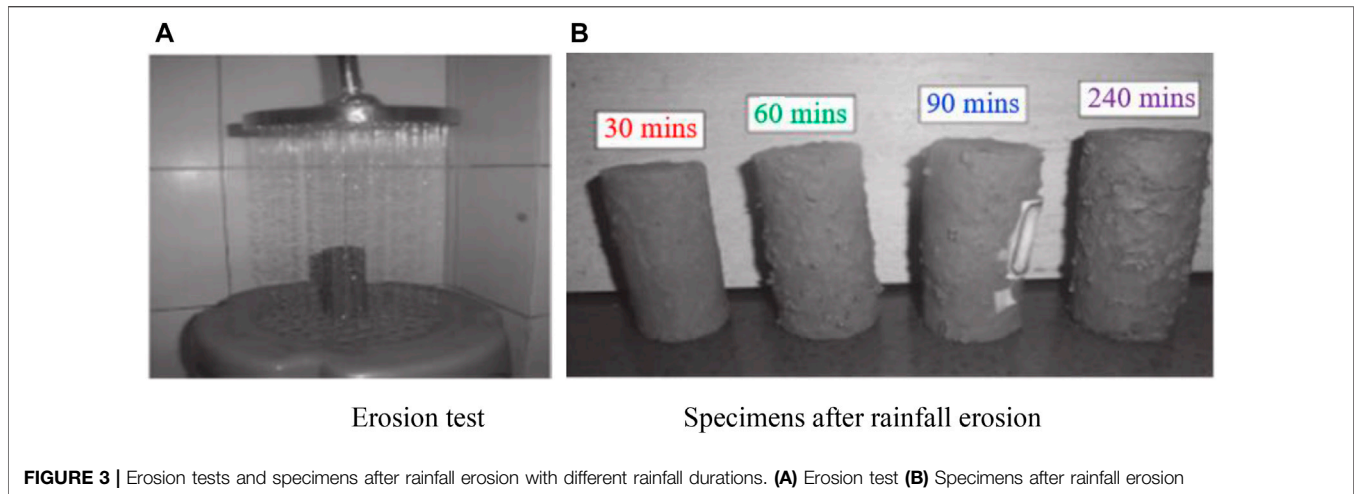 A
B
30 mins
60 mins
90 mins
240 mins
Erosion test
Specimens after rainfall erosion
FIGURE 3 | Erosion tests and specimens after rainfall erosion with different rainfall durations. (A) Erosion test (B) Specimens after rainfall erosion